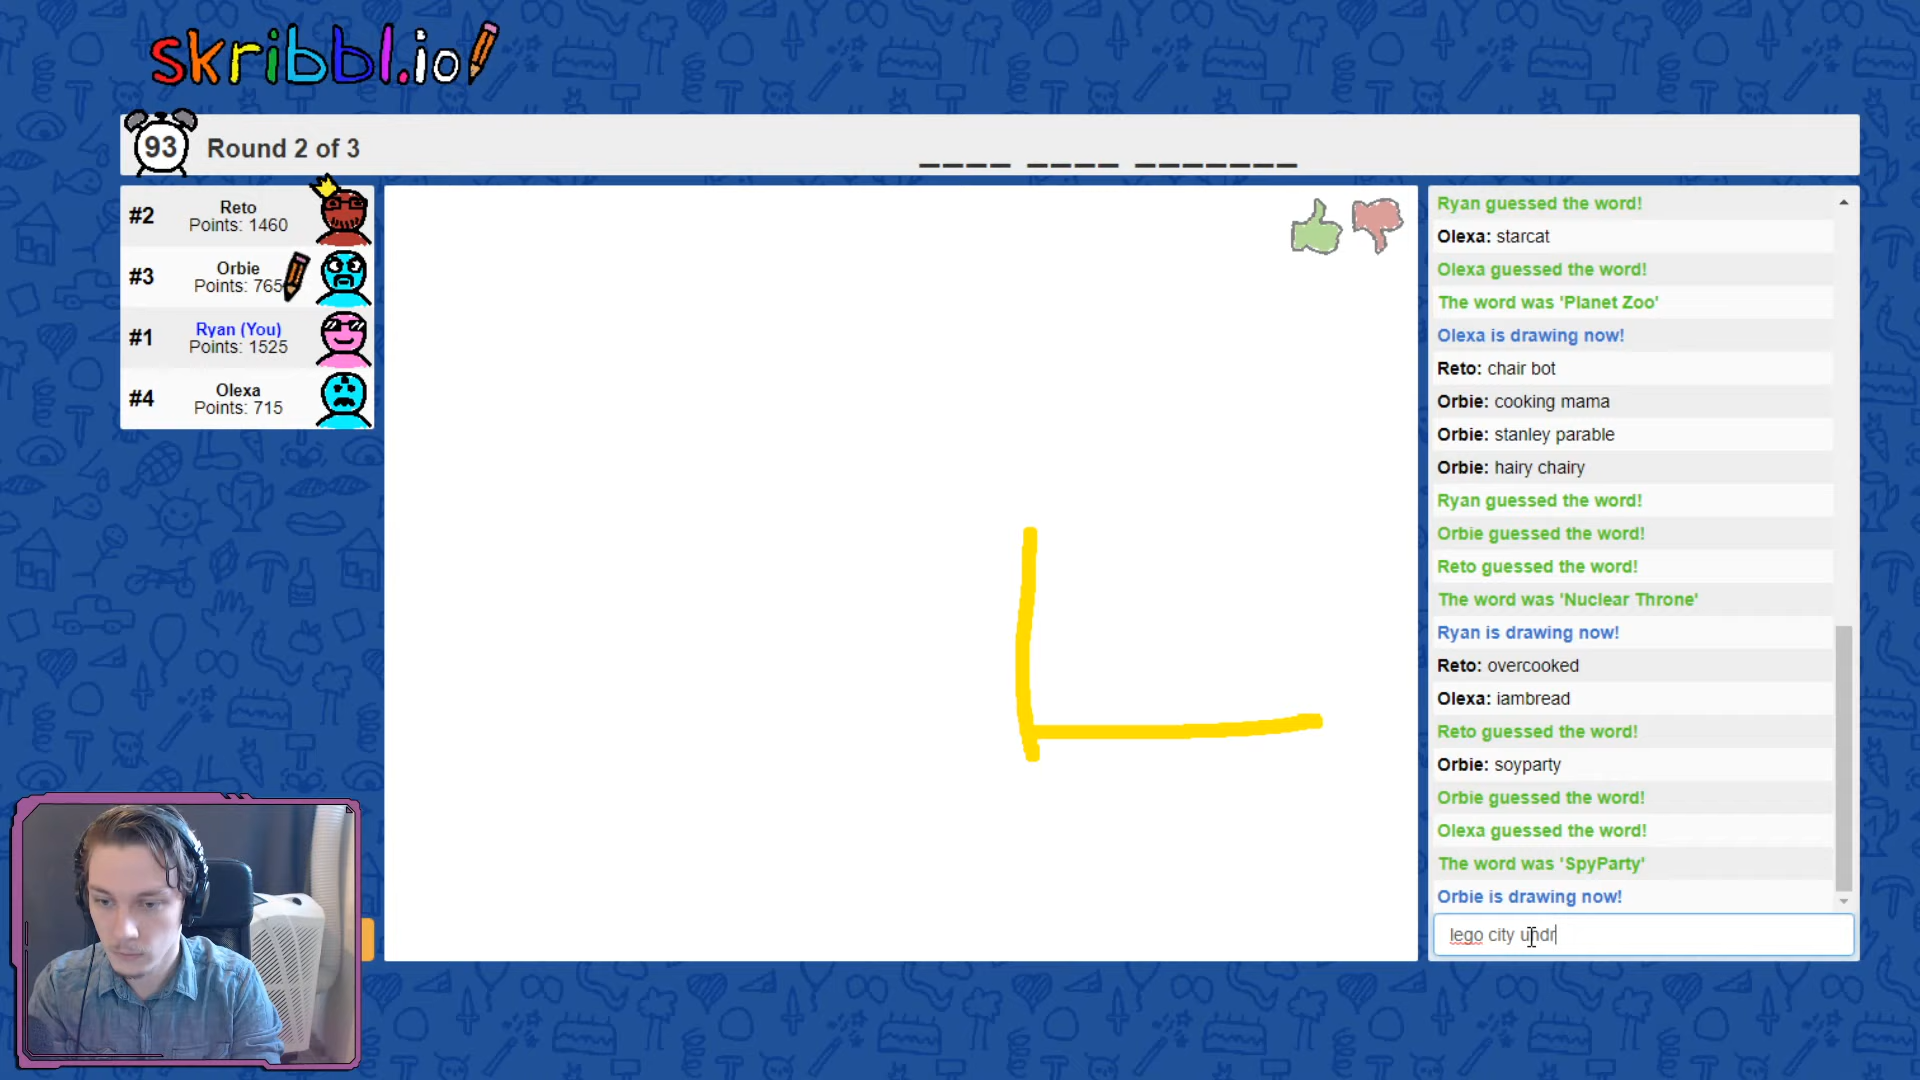 skribbl.io
93
Round 2 of 3
____ ____ _______
#2
Reto
Points: 1460
#3
Orbie
Points: 765
#1
Ryan (You)
Points: 1525
#4
Olexa
Points: 715
Ryan guessed the word!
Olexa: starcat
Olexa guessed the word!
The word was 'Planet Zoo'
Olexa is drawing now!
Reto: chair bot
Orbie: cooking mama
Orbie: stanley parable
Orbie: hairy chairy
Ryan guessed the word!
Orbie guessed the word!
Reto guessed the word!
The word was 'Nuclear Throne'
Ryan is drawing now!
Reto: overcooked
Olexa: iambread
Reto guessed the word!
Orbie: soyparty
Orbie guessed the word!
Olexa guessed the word!
The word was 'SpyParty'
Orbie is drawing now!
lego city undr